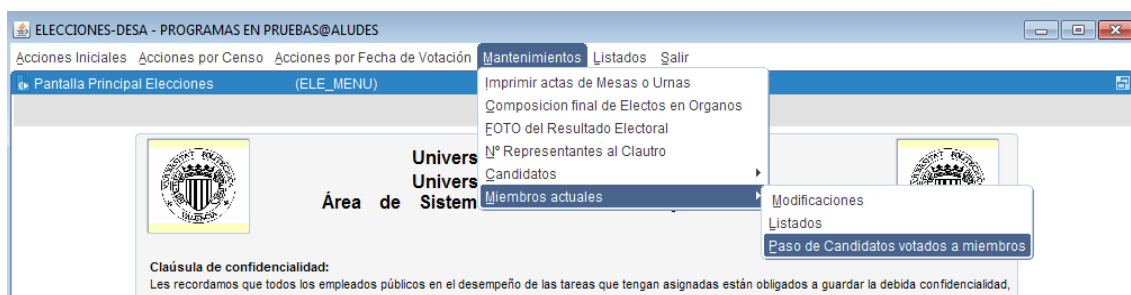 ELECCIONES-DESA - PROGRAMAS EN PRUEBAS@ALUDES
Acciones Iniciales Acciones por Censo Acciones por Fecha de Votación Mantenimientos Listados Salir
Pantalla Principal Elecciones (ELE_MENU)
Imprimir actas de Mesas o Urnas
Composicion final de Electos en Organos
FOTO del Resultado Electoral
Nº Representantes al Clautro
Candidatos
Miembros actuales
Modificaciones
Listados
Paso de Candidatos votados a miembros
Univers
Univers
Área de Sistem
Claúsula de confidencialidad:
Les recordamos que todos los empleados públicos en el desempeño de las tareas que tengan asignadas están obligados a guardar la debida confidencialidad,